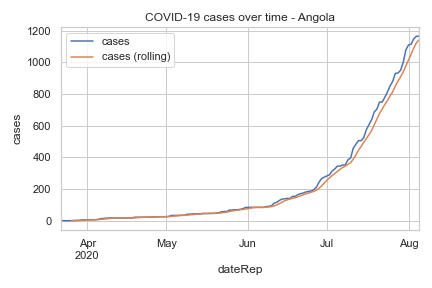 COVID-19 cases over time - Angola
cases
cases (rolling)
1200
1000
800
600
400
200
0
cases
Apr
2020
May
Jun
Jul
Aug
dateRep